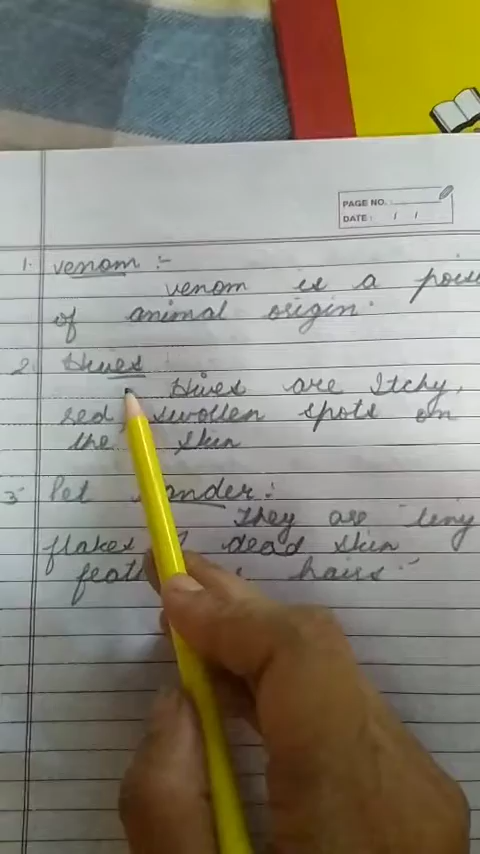 PAGE NO.
DATE : / /
1. venom :-
venom is a
of animal origin.
2. Hives
Hives are Itchy,
red, swollen spots on
the skin
3. Pet
They are tiny
flakes dead skin
hairs.